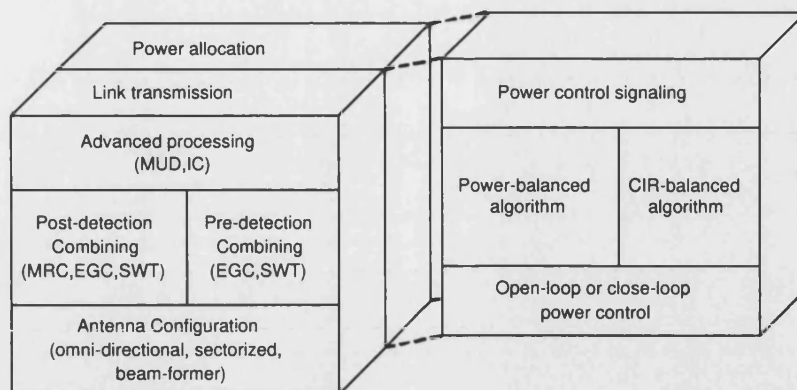 Power allocation
Link transmission
Advanced processing
(MUD,IC)
Post-detection
Combining
(MRC,EGC,SWT)
Pre-detection
Combining
(EGC,SWT)
Antenna Configuration
(omni-directional, sectorized,
beam-former)
Power control signaling
Power-balanced
algorithm
CIR-balanced
algorithm
Open-loop or close-loop
power control